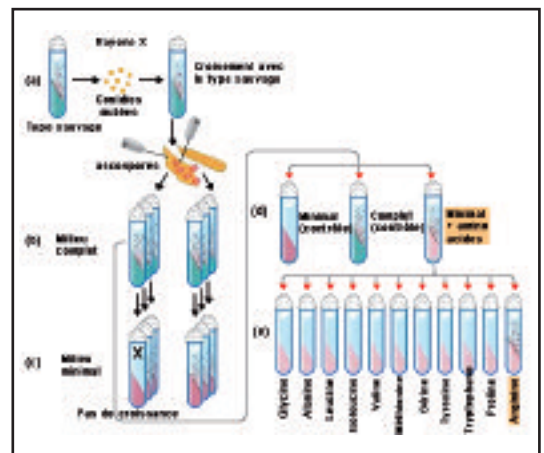 Rayons X
(a)
Croisement avec
le type sauvage
Conidies
mutées
Type sauvage
ascospores
(b)
Milieu
complet
(c)
Milieu
minimal
X
Pas de croissance
(d)
Minimal
(contrôle)
Complet
(contrôle)
Minimal
+ amino
acides
(e)
Glycine
Alanine
Leucine
Isoleucine
Valine
Méthionine
Sérine
Tyrosine
Tryptophane
Proline
Arginine